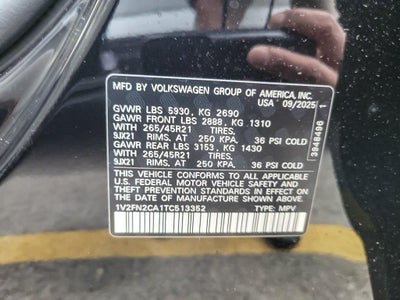 MFD BY VOLKSWAGEN GROUP OF AMERICA, INC.
USA 09/2025
GVWR LBS 5930, KG 2690
GAWR FRONT LBS 2888, KG 1310
WITH 265/45R21 TIRES,
9JX21 RIMS, AT 250 KPA, 36 PSI COLD
GAWR REAR LBS 3153, KG 1430
WITH 265/45R21 TIRES,
9JX21 RIMS, AT 250 KPA, 36 PSI COLD
THIS VEHICLE CONFORMS TO ALL APPLICABLE
U.S. FEDERAL MOTOR VEHICLE SAFETY AND
THEFT PREVENTION STANDARDS IN EFFECT ON
THE DATE OF MANUFACTURE SHOWN ABOVE.
1V2FN2CA1TC513352 TYPE: MPV
3948496 1